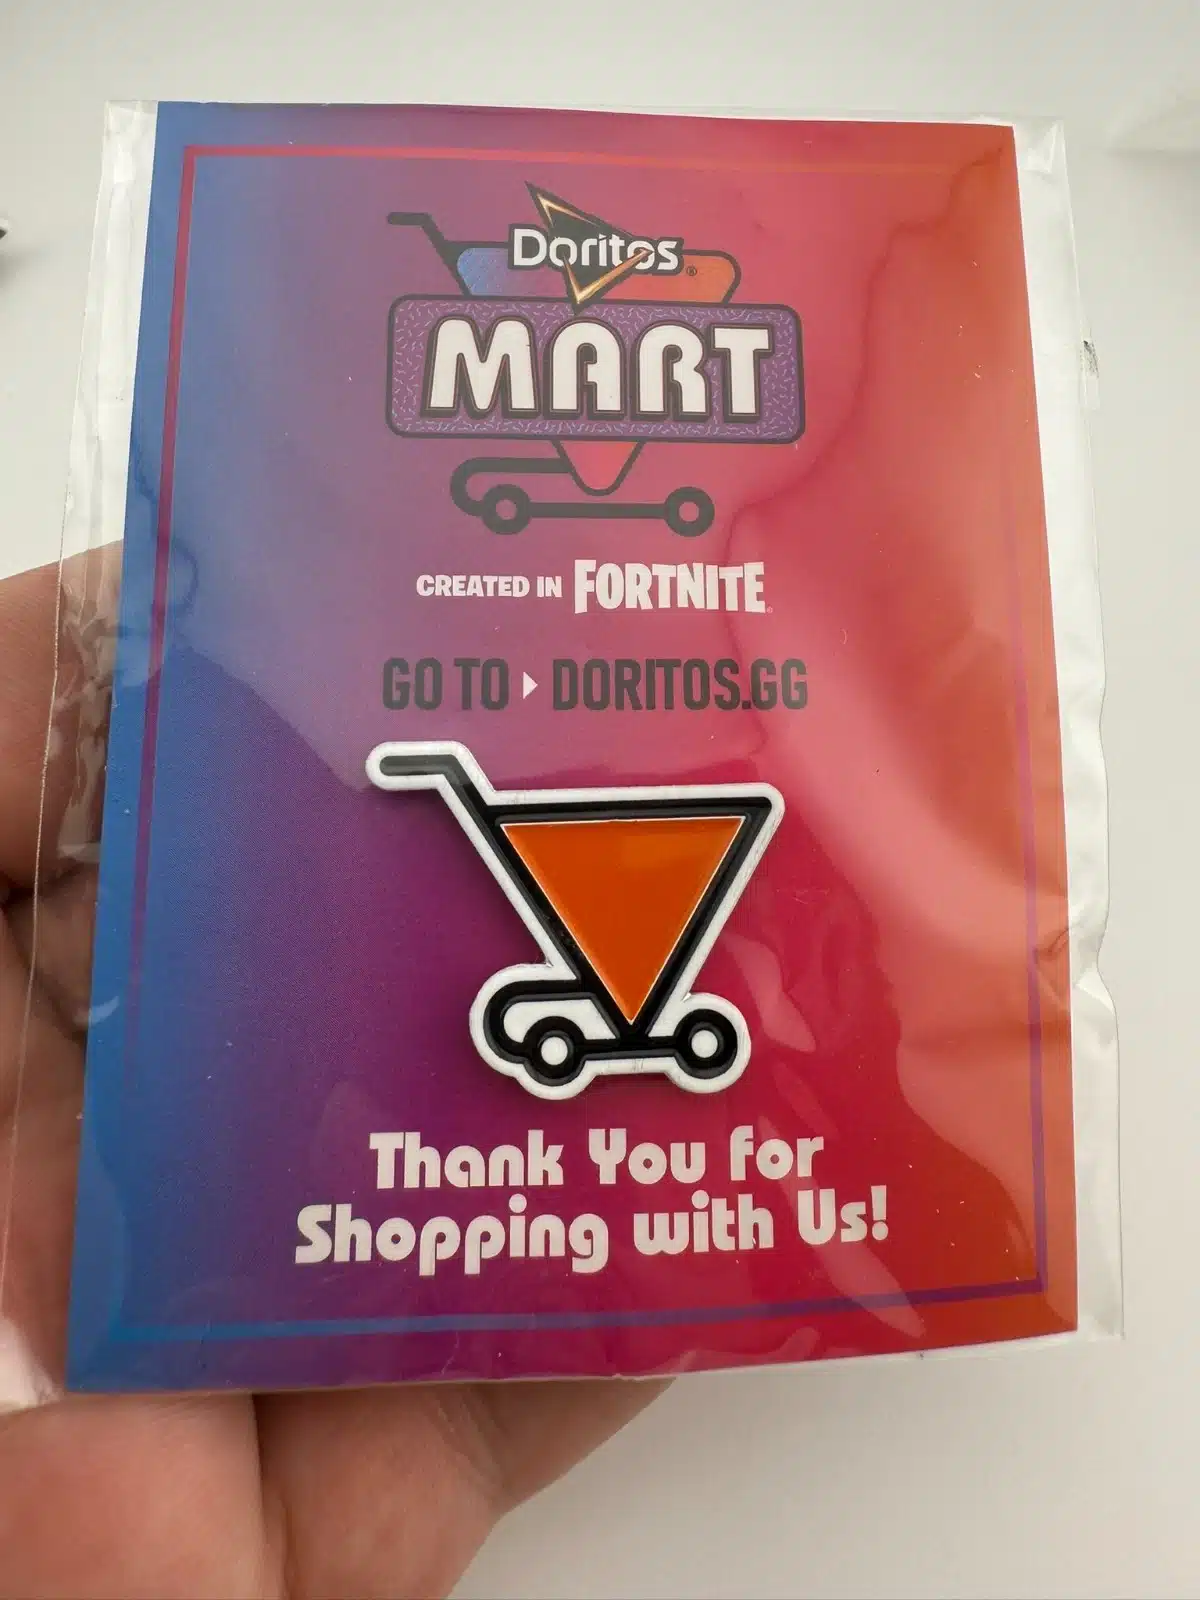 Doritos®
MART
CREATED IN FORTNITE
GO TO DORITOS.GG
Thank You for
Shopping with Us!